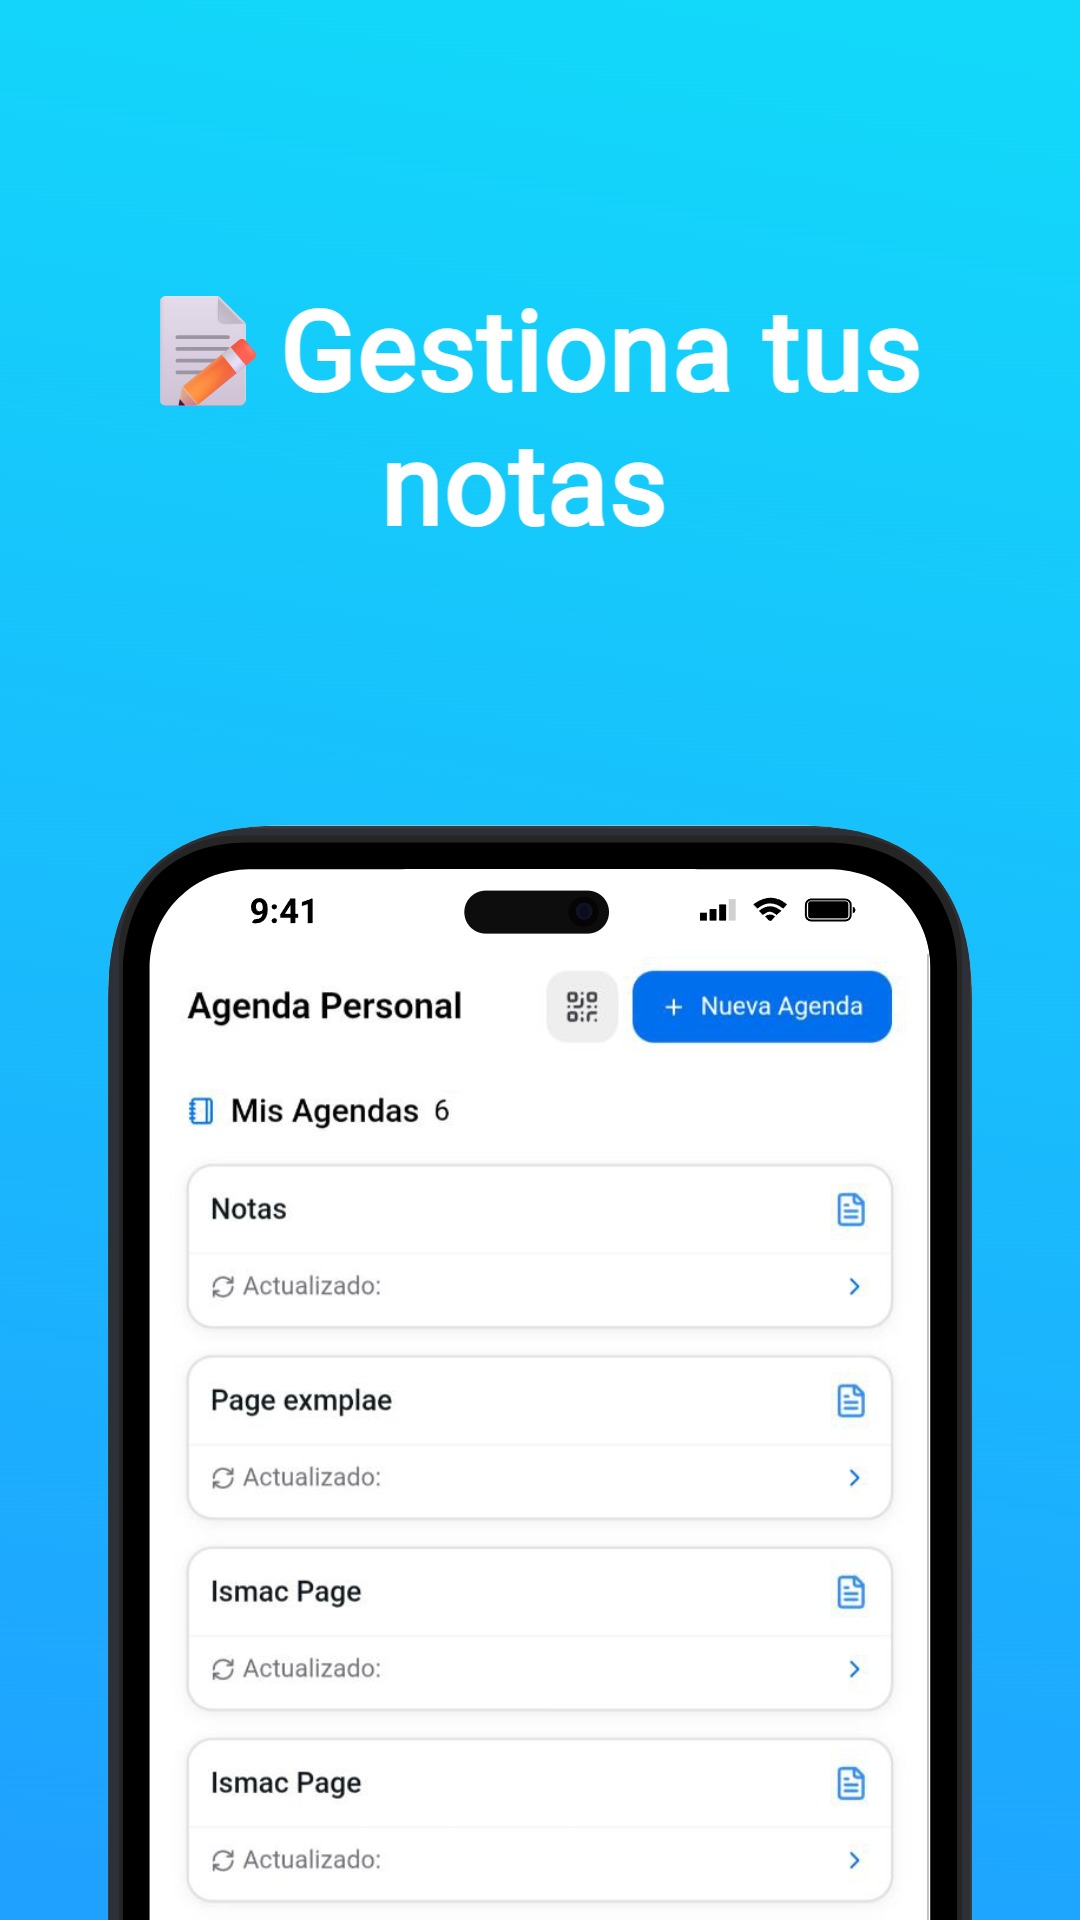 Gestiona tus
notas
9:41
Agenda Personal
+ Nueva Agenda
Mis Agendas 6
Notas
Actualizado:
Page exmplae
Actualizado:
Ismac Page
Actualizado:
Ismac Page
Actualizado: